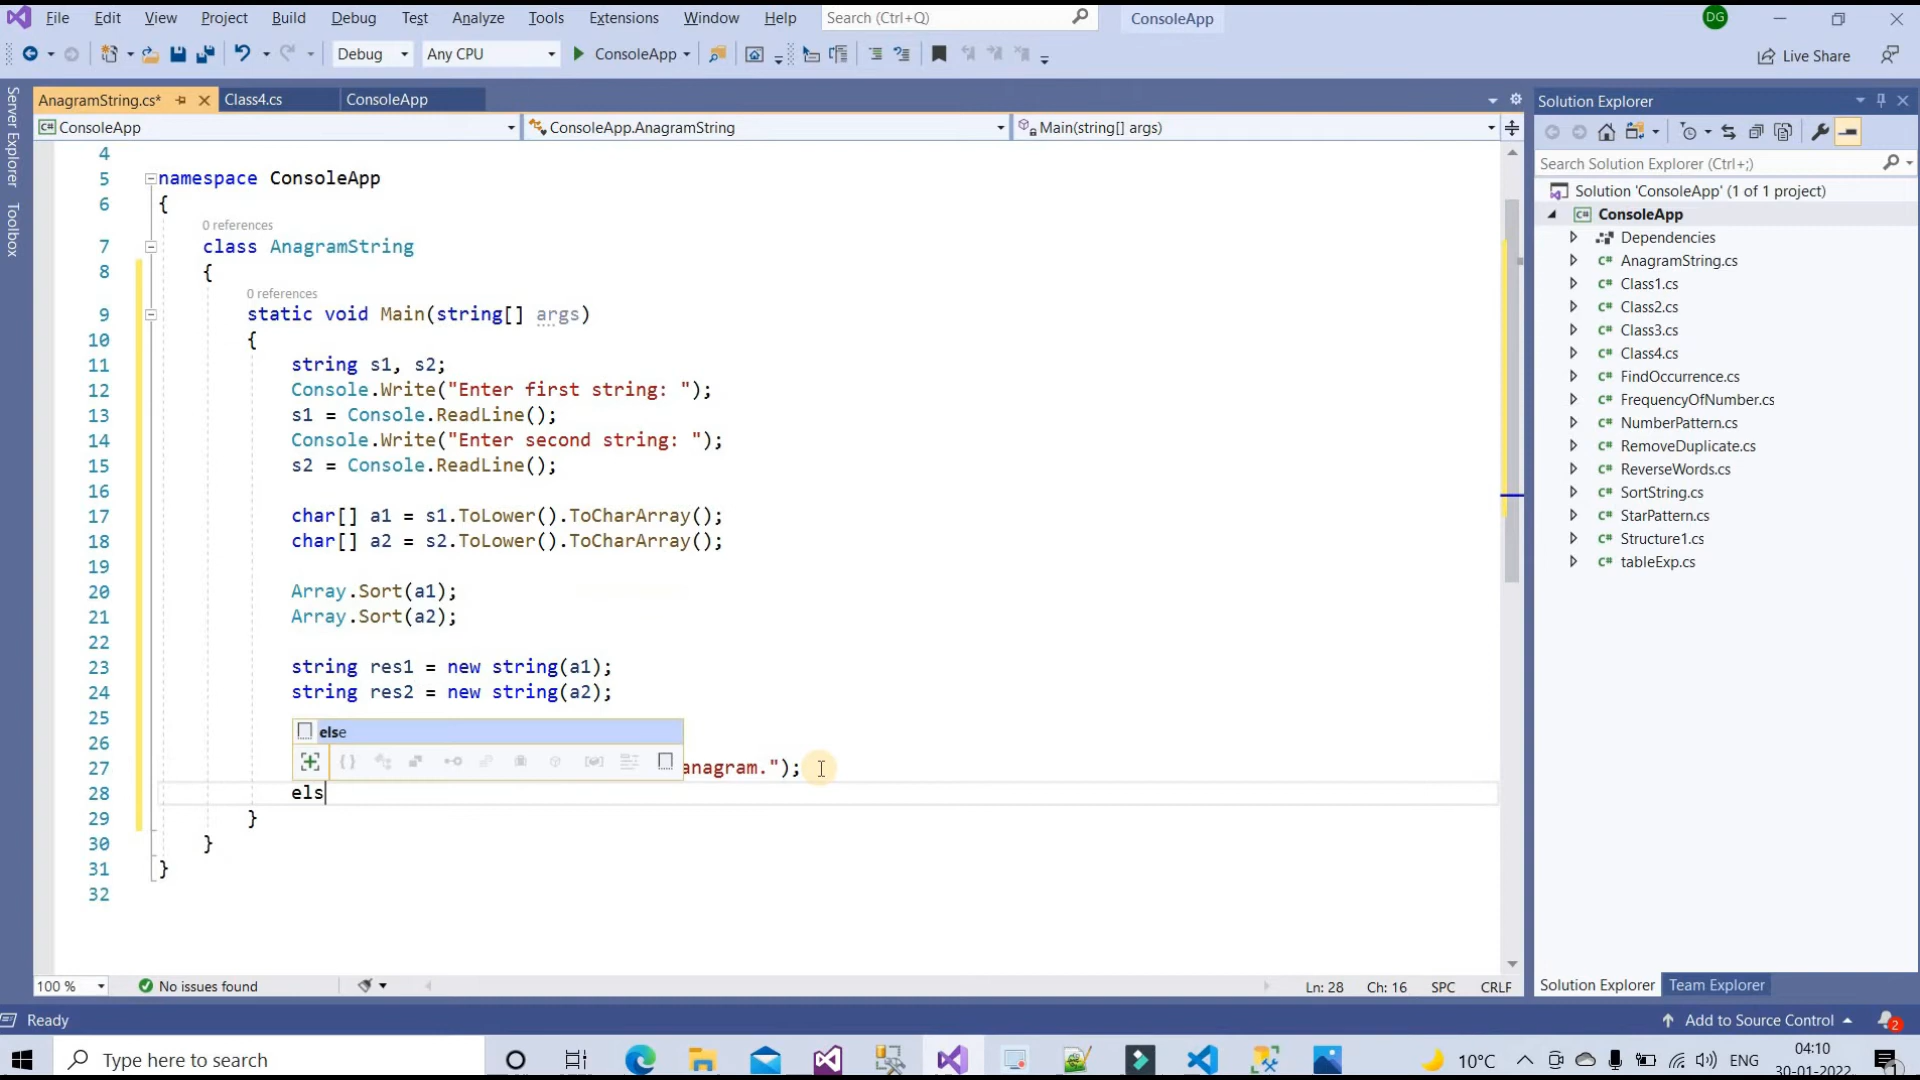 File Edit View Project Build Debug Test Analyze Tools Extensions Window Help Search (Ctrl+Q) ConsoleApp DG
Debug Any CPU ConsoleApp Live Share
AnagramString.cs* Class4.cs ConsoleApp
ConsoleApp ConsoleApp.AnagramString Main(string[] args)
Server Explorer
Toolbox
4
5 namespace ConsoleApp
6 {
0 references
7 class AnagramString
8 {
0 references
9 static void Main(string[] args)
10 {
11 string s1, s2;
12 Console.Write("Enter first string: ");
13 s1 = Console.ReadLine();
14 Console.Write("Enter second string: ");
15 s2 = Console.ReadLine();
16
17 char[] a1 = s1.ToLower().ToCharArray();
18 char[] a2 = s2.ToLower().ToCharArray();
19
20 Array.Sort(a1);
21 Array.Sort(a2);
22
23 string res1 = new string(a1);
24 string res2 = new string(a2);
25
else
26
27 anagram.");
28 els
29 }
30 }
31 }
32
100 % No issues found Ln: 28 Ch: 16 SPC CRLF
Solution Explorer
Search Solution Explorer (Ctrl+;)
Solution 'ConsoleApp' (1 of 1 project)
C# ConsoleApp
Dependencies
C# AnagramString.cs
C# Class1.cs
C# Class2.cs
C# Class3.cs
C# Class4.cs
C# FindOccurrence.cs
C# FrequencyOfNumber.cs
C# NumberPattern.cs
C# RemoveDuplicate.cs
C# ReverseWords.cs
C# SortString.cs
C# StarPattern.cs
C# Structure1.cs
C# tableExp.cs
Solution Explorer Team Explorer
Ready Add to Source Control 2
Type here to search 10°C ENG 04:10
30-01-2022